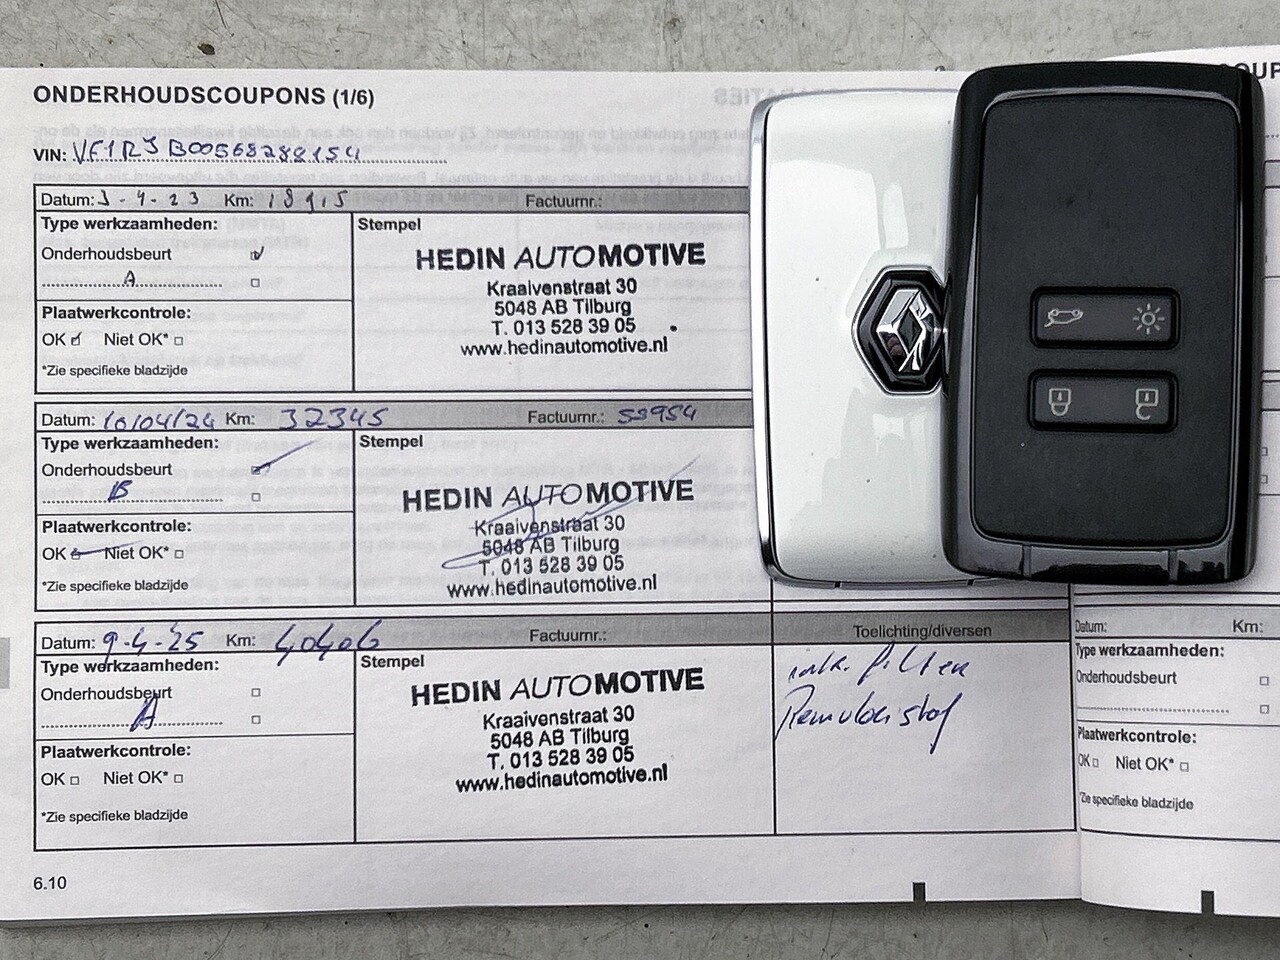 ONDERHOUDSCOUPONS (1/6)
VIN: VF1RJB00568288154
Datum: 3-4-23 Km: 18915 Factuurnr.:
Type werkzaamheden:
Onderhoudsbeurt
A
Plaatwerkcontrole:
OK Niet OK*
*Zie specifieke bladzijde
Stempel
HEDIN AUTOMOTIVE
Kraaivenstraat 30
5048 AB Tilburg
T. 013 528 39 05
www.hedinautomotive.nl
Datum: 10/04/24 Km: 32345 Factuurnr.: 53954
Type werkzaamheden:
Onderhoudsbeurt
B
Plaatwerkcontrole:
OK Niet OK*
*Zie specifieke bladzijde
Stempel
HEDIN AUTOMOTIVE
Kraaivenstraat 30
5048 AB Tilburg
T. 013 528 39 05
www.hedinautomotive.nl
Datum: 9-4-25 Km: 40406 Factuurnr.: Toelichting/diversen
Type werkzaamheden:
Onderhoudsbeurt
A
Plaatwerkcontrole:
OK Niet OK*
*Zie specifieke bladzijde
Stempel
HEDIN AUTOMOTIVE
Kraaivenstraat 30
5048 AB Tilburg
T. 013 528 39 05
www.hedinautomotive.nl
Remvloeistof
6.10
Datum: Km:
Type werkzaamheden:
Onderhoudsbeurt
Plaatwerkcontrole:
OK Niet OK*
*Zie specifieke bladzijde